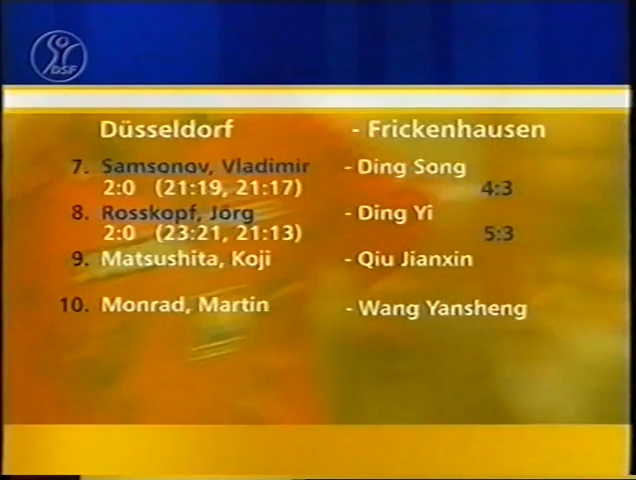 DSF
Düsseldorf - Frickenhausen
7. Samsonov, Vladimir - Ding Song
2:0 (21:19, 21:17) 4:3
8. Rosskopf, Jörg - Ding Yi
2:0 (23:21, 21:13) 5:3
9. Matsushita, Koji - Qiu Jianxin
10. Monrad, Martin - Wang Yansheng